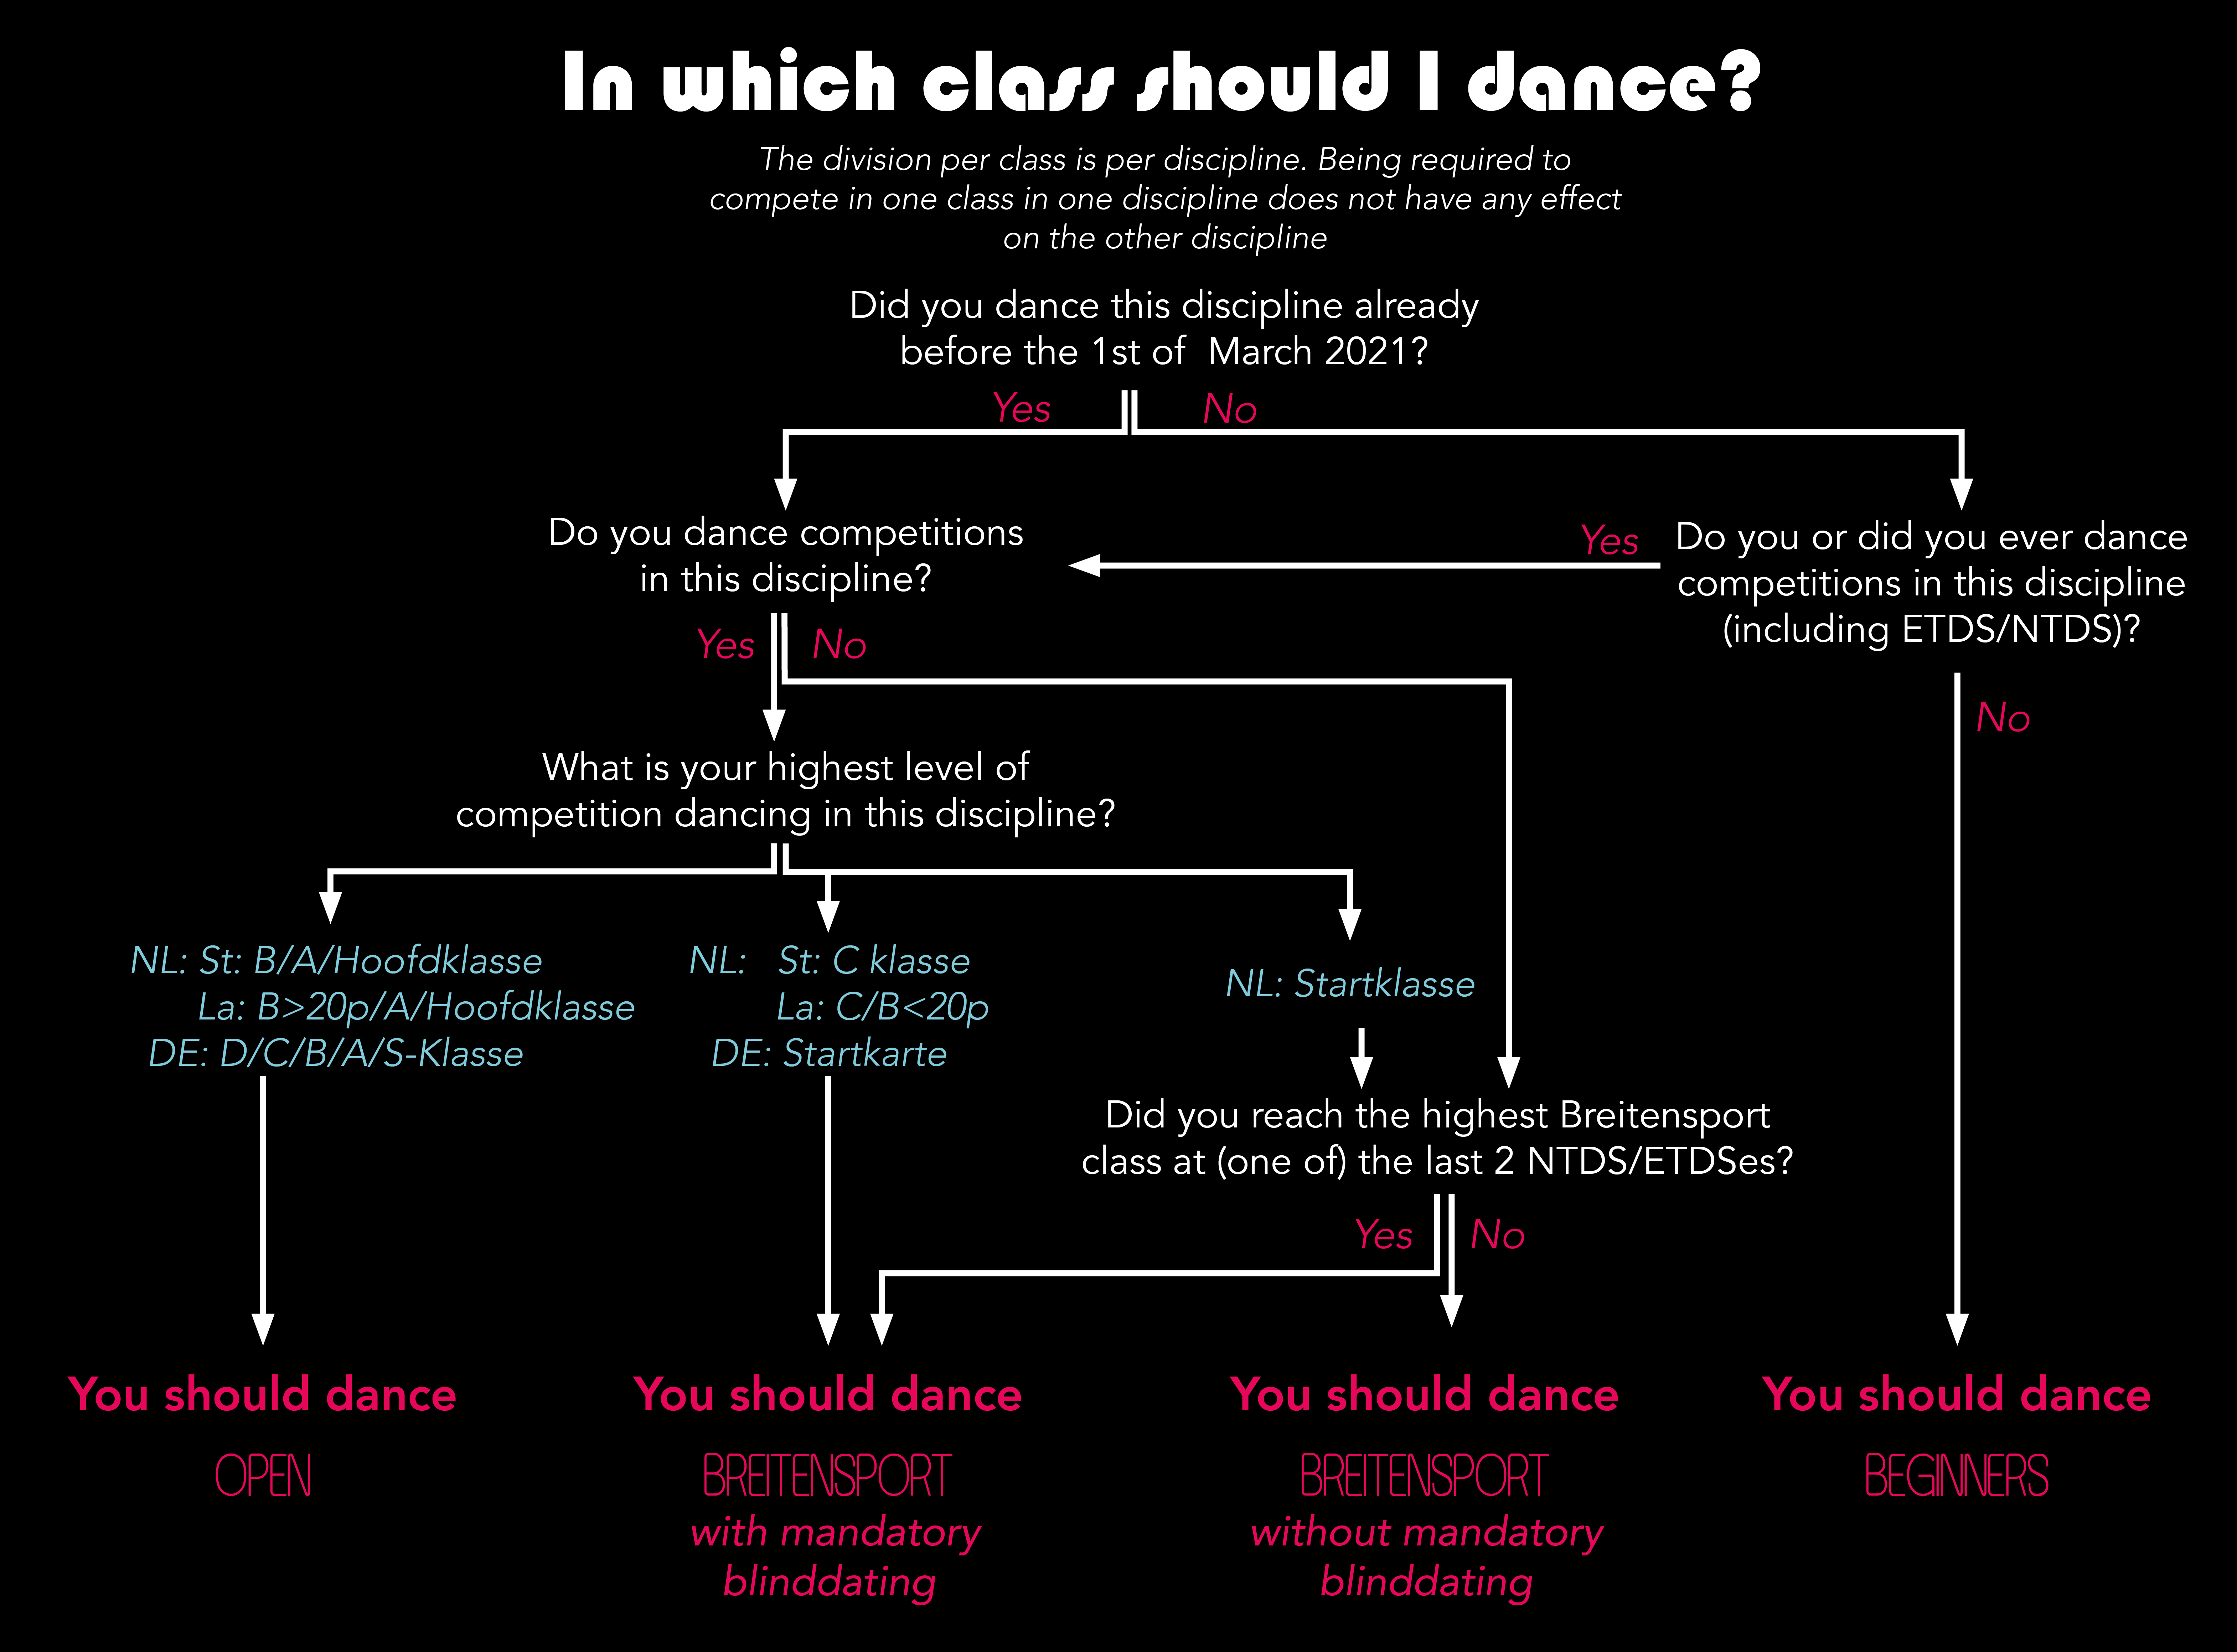 In which class should I dance?
The division per class is per discipline. Being required to
compete in one class in one discipline does not have any effect
on the other discipline
Did you dance this discipline already
before the 1st of  March 2021?
Yes
No
Do you dance competitions
in this discipline?
Yes
Do you or did you ever dance
competitions in this discipline
(including ETDS/NTDS)?
Yes
No
No
What is your highest level of
competition dancing in this discipline?
NL: St: B/A/Hoofdklasse
La: B>20p/A/Hoofdklasse
DE: D/C/B/A/S-Klasse
NL:   St: C klasse
La: C/B<20p
DE: Startkarte
NL: Startklasse
Did you reach the highest Breitensport
class at (one of) the last 2 NTDS/ETDSes?
Yes
No
You should dance
OPEN
You should dance
BREITENSPORT
with mandatory
blinddating
You should dance
BREITENSPORT
without mandatory
blinddating
You should dance
BEGINNERS